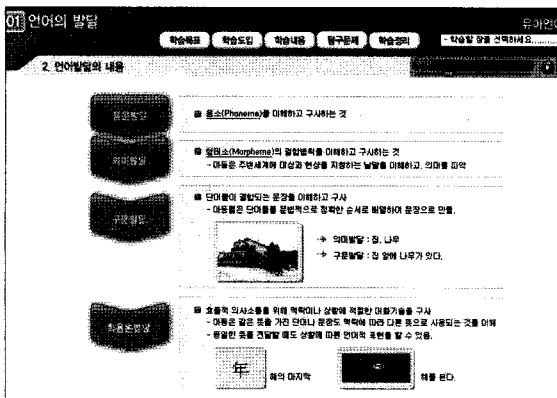 01 언어의 발달
유아언어
학습목표 학습도입 학습내용 탐구문제 학습정리
- 학습할 장을 선택하세요.........
2. 언어발달의 내용
음운발달
음소(Phoneme)를 이해하고 구사하는 것
의미발달
형태소(Morpheme)의 결합법칙을 이해하고 구사하는 것
- 아동은 주변세계에 대상과 현상을 지칭하는 낱말을 이해하고, 의미를 파악
구문발달
단어들이 결합되는 문장을 이해하고 구사
- 아동들은 단어들을 문법적으로 정확한 순서로 배열하여 문장으로 만듦.
→ 의미발달 : 집, 나무
→ 구문발달 : 집 앞에 나무가 있다.
화용론발달
효율적 의사소통을 위해 맥락이나 상황에 적절한 대화기술을 구사
- 아동은 같은 뜻을 가진 단어나 문장도 맥락에 따라 다른 뜻으로 사용되는 것을 이해
- 동일한 뜻을 전달할 때도 상황에 따른 언어적 표현을 할 수 있음.
年
해의 마지막
해를 본다.